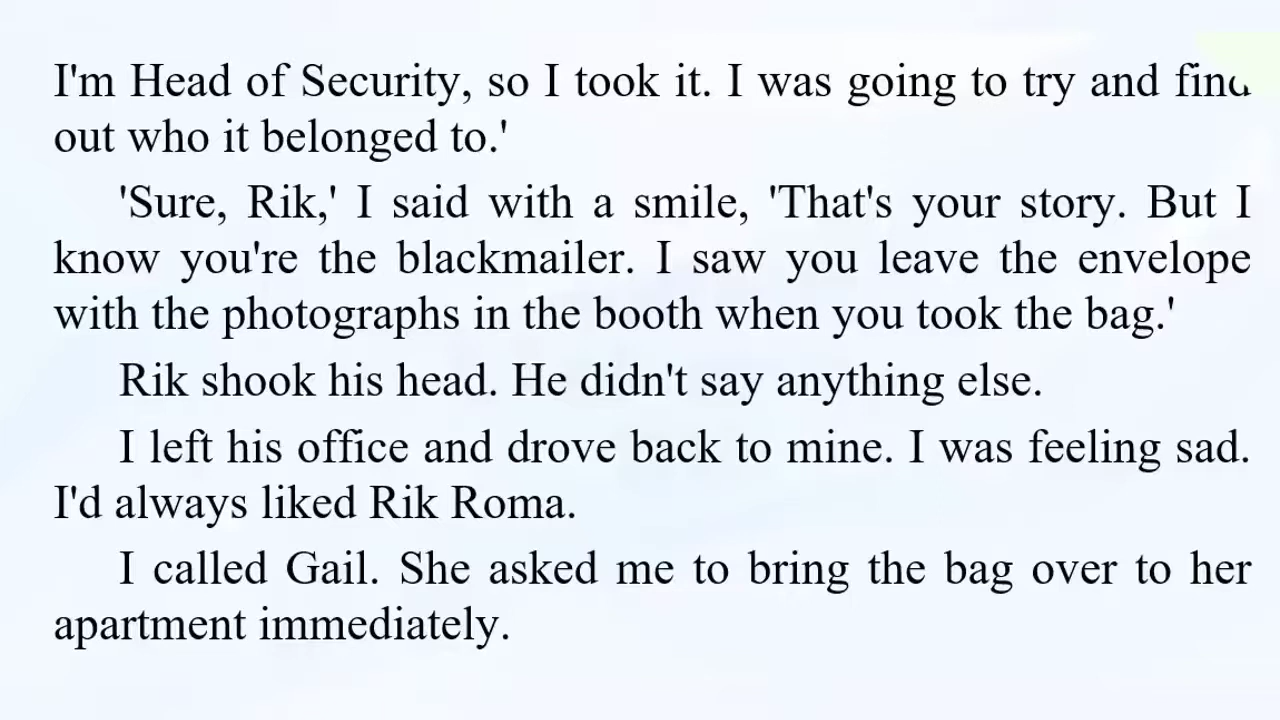 I'm Head of Security, so I took it. I was going to try and find
out who it belonged to.'
'Sure, Rik,' I said with a smile, 'That's your story. But I
know you're the blackmailer. I saw you leave the envelope
with the photographs in the booth when you took the bag.'
Rik shook his head. He didn't say anything else.
I left his office and drove back to mine. I was feeling sad.
I'd always liked Rik Roma.
I called Gail. She asked me to bring the bag over to her
apartment immediately.